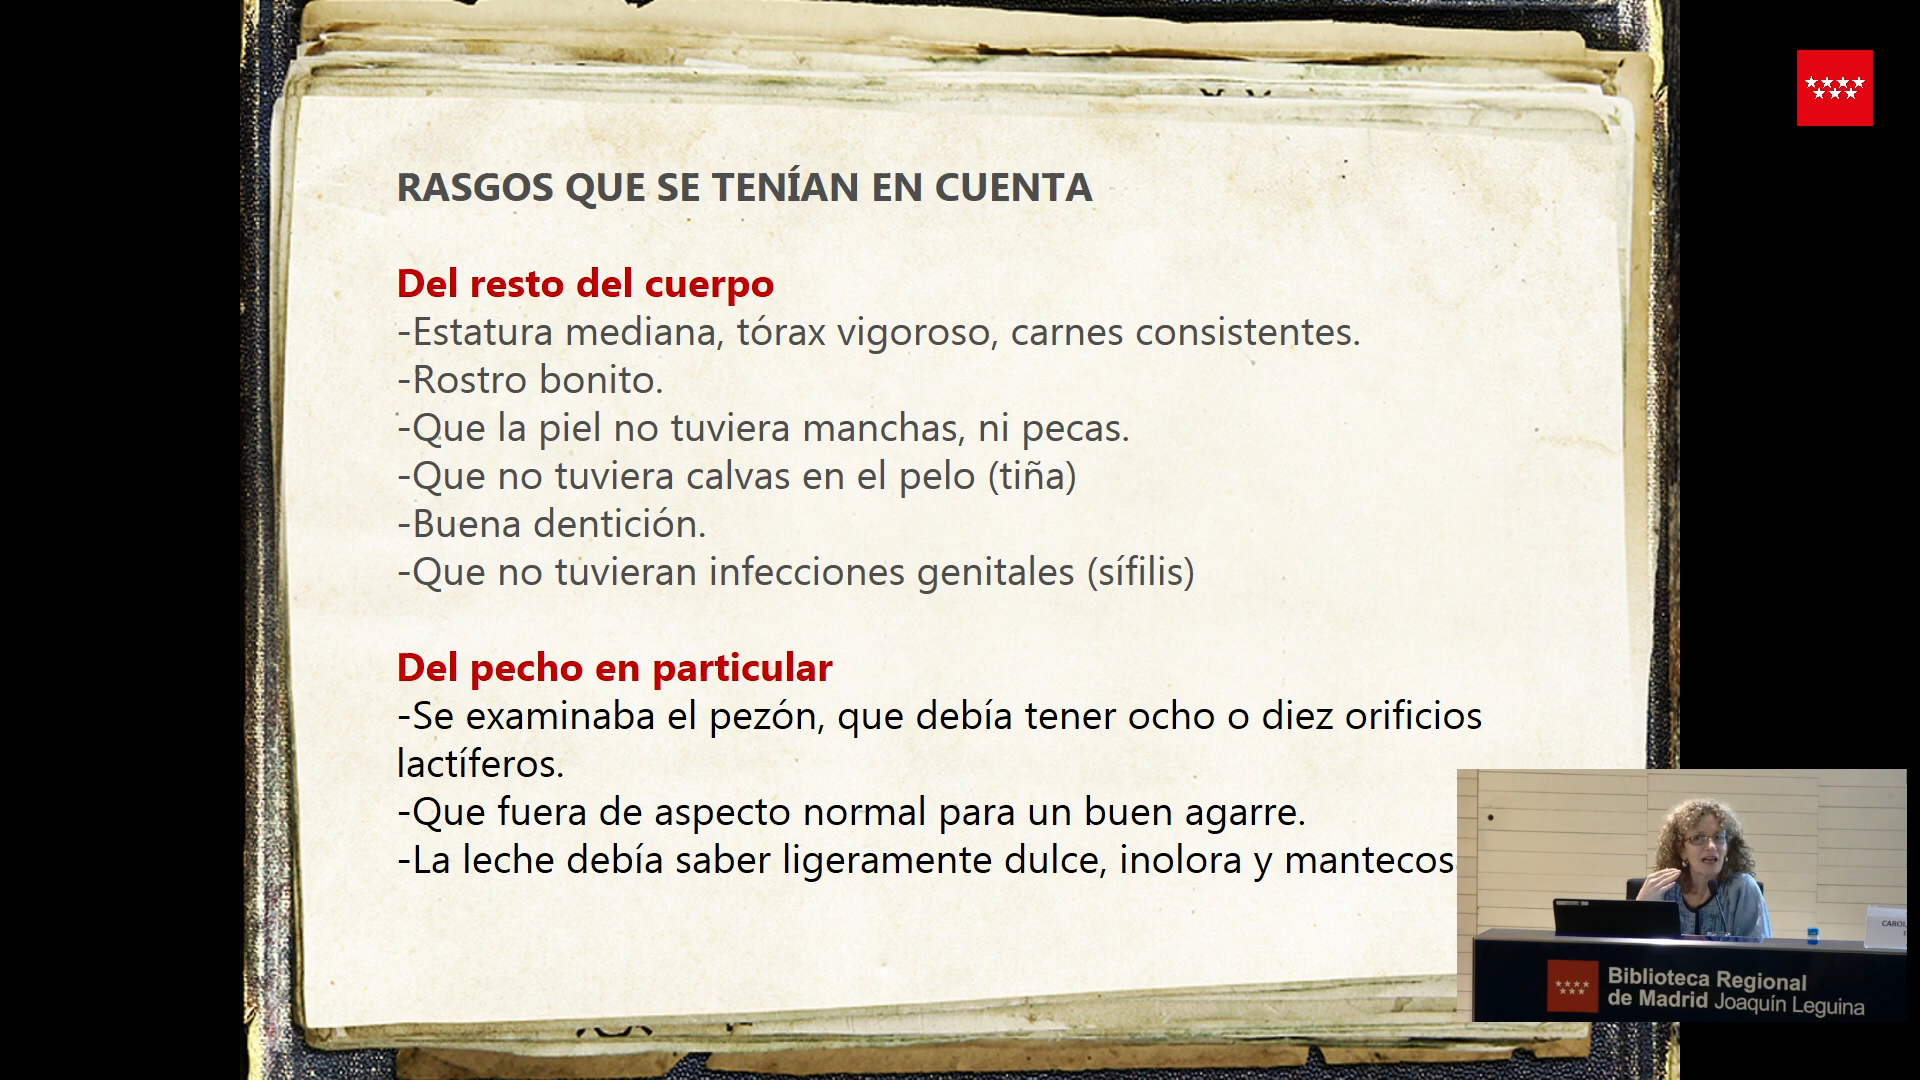 RASGOS QUE SE TENÍAN EN CUENTA
Del resto del cuerpo
-Estatura mediana, tórax vigoroso, carnes consistentes.
-Rostro bonito.
-Que la piel no tuviera manchas, ni pecas.
-Que no tuviera calvas en el pelo (tiña)
-Buena dentición.
-Que no tuvieran infecciones genitales (sífilis)
Del pecho en particular
-Se examinaba el pezón, que debía tener ocho o diez orificios
lactíferos.
-Que fuera de aspecto normal para un buen agarre.
-La leche debía saber ligeramente dulce, inolora y mantecos
Biblioteca Regional
de Madrid Joaquín Leguina